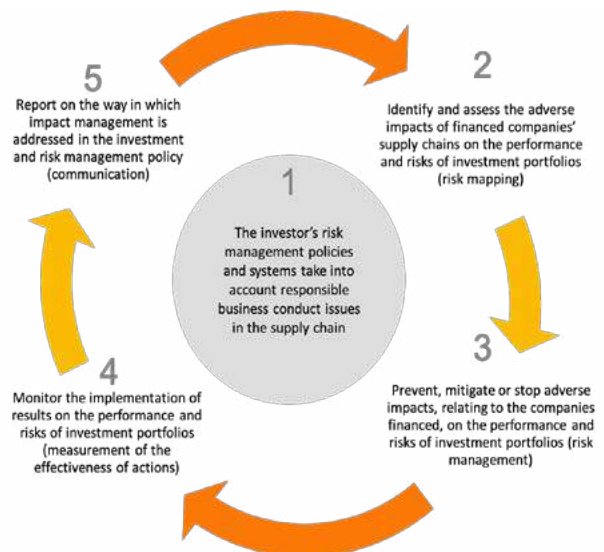 1
The investor's risk
management policies
and systems take into
account responsible
business conduct issues
in the supply chain
2
Identify and assess the adverse
impacts of financed companies'
supply chains on the performance
and risks of investment portfolios
(risk mapping)
3
Prevent, mitigate or stop adverse
impacts, relating to the companies
financed, on the performance and
risks of investment portfolios (risk
management)
4
Monitor the implementation of
results on the performance and
risks of investment portfolios
(measurement of the
effectiveness of actions)
5
Report on the way in which
impact management is
addressed in the investment
and risk management policy
(communication)